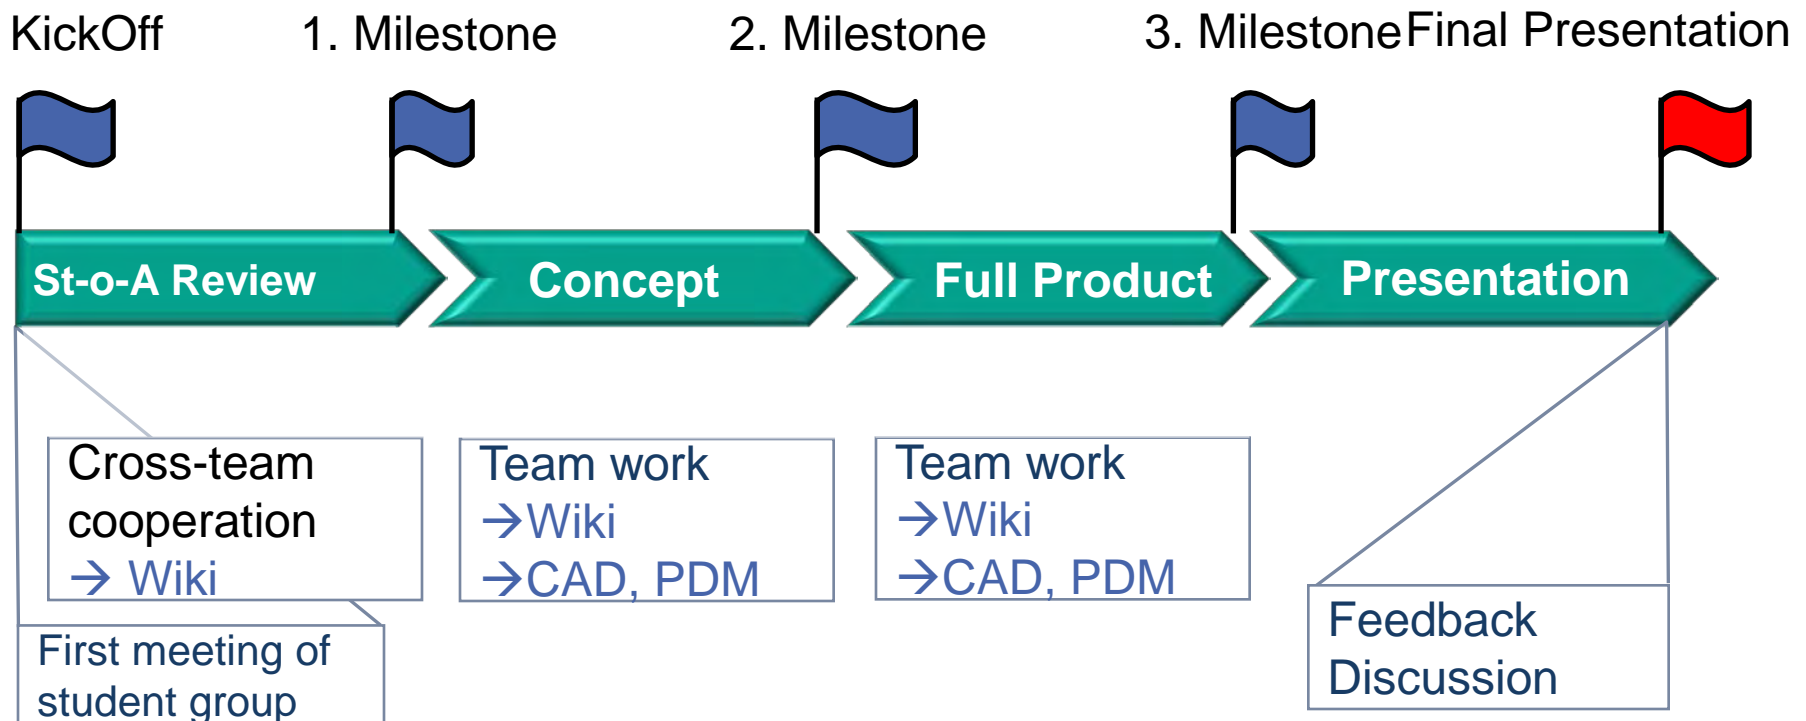 KickOff
1. Milestone
2. Milestone
3. Milestone
Final Presentation
St-o-A Review
Concept
Full Product
Presentation
Cross-team
cooperation
→ Wiki
Team work
→Wiki
→CAD, PDM
Team work
→Wiki
→CAD, PDM
First meeting of
student group
Feedback
Discussion